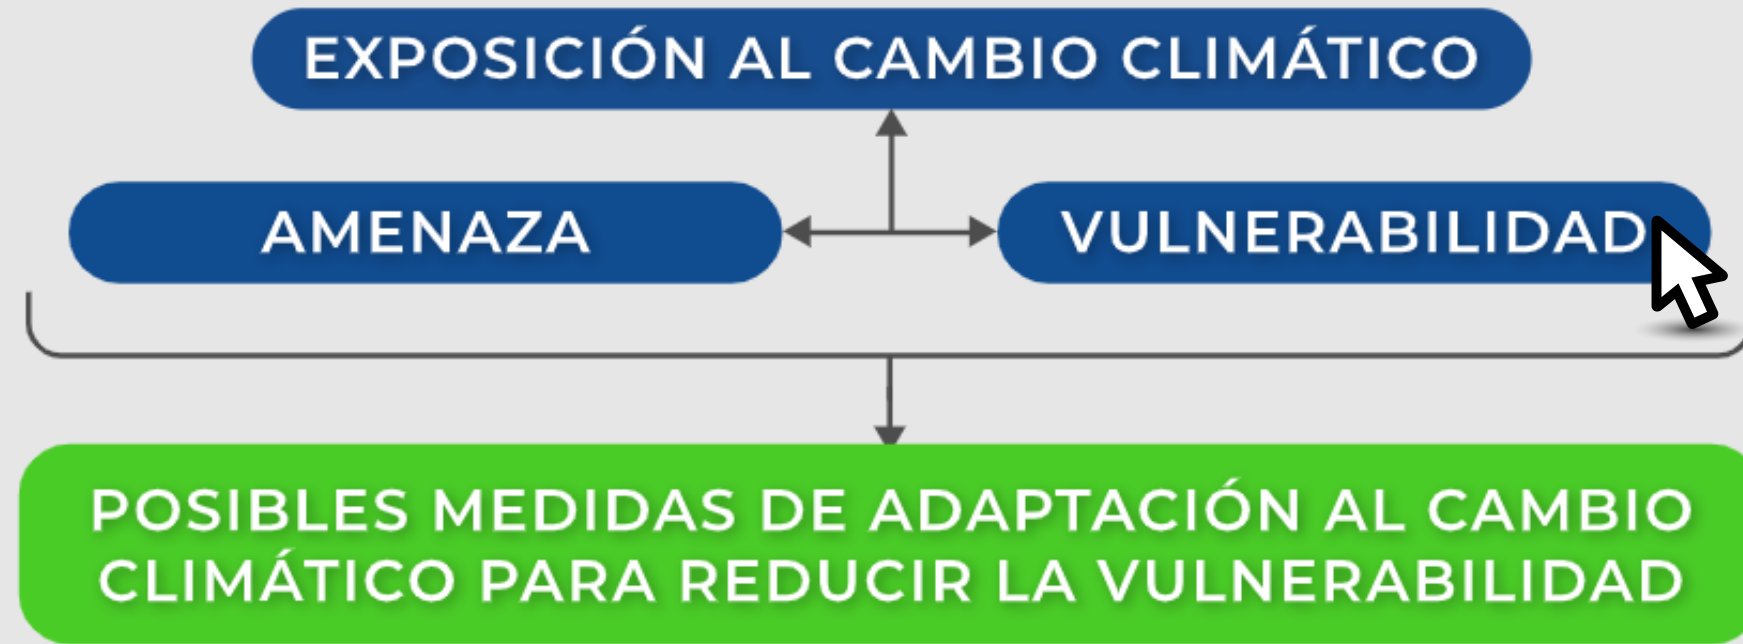 EXPOSICIÓN AL CAMBIO CLIMÁTICO
AMENAZA
VULNERABILIDAD
POSIBLES MEDIDAS DE ADAPTACIÓN AL CAMBIO
CLIMÁTICO PARA REDUCIR LA VULNERABILIDAD